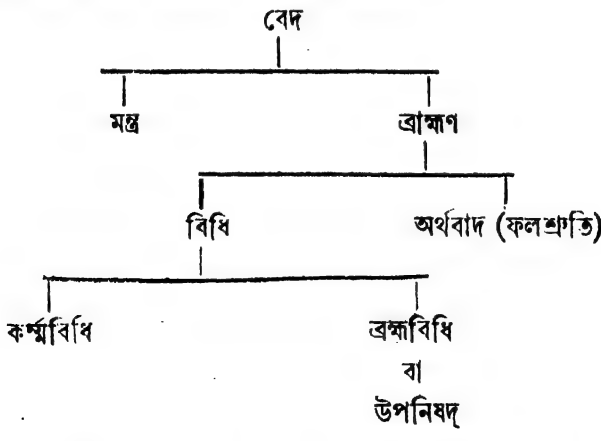 বেদ
মন্ত্র ব্রাহ্মণ
বিধি অর্থবাদ (ফলশ্রুতি)
কর্ম্মবিধি ব্রহ্মবিধি
বা
উপনিষদ্